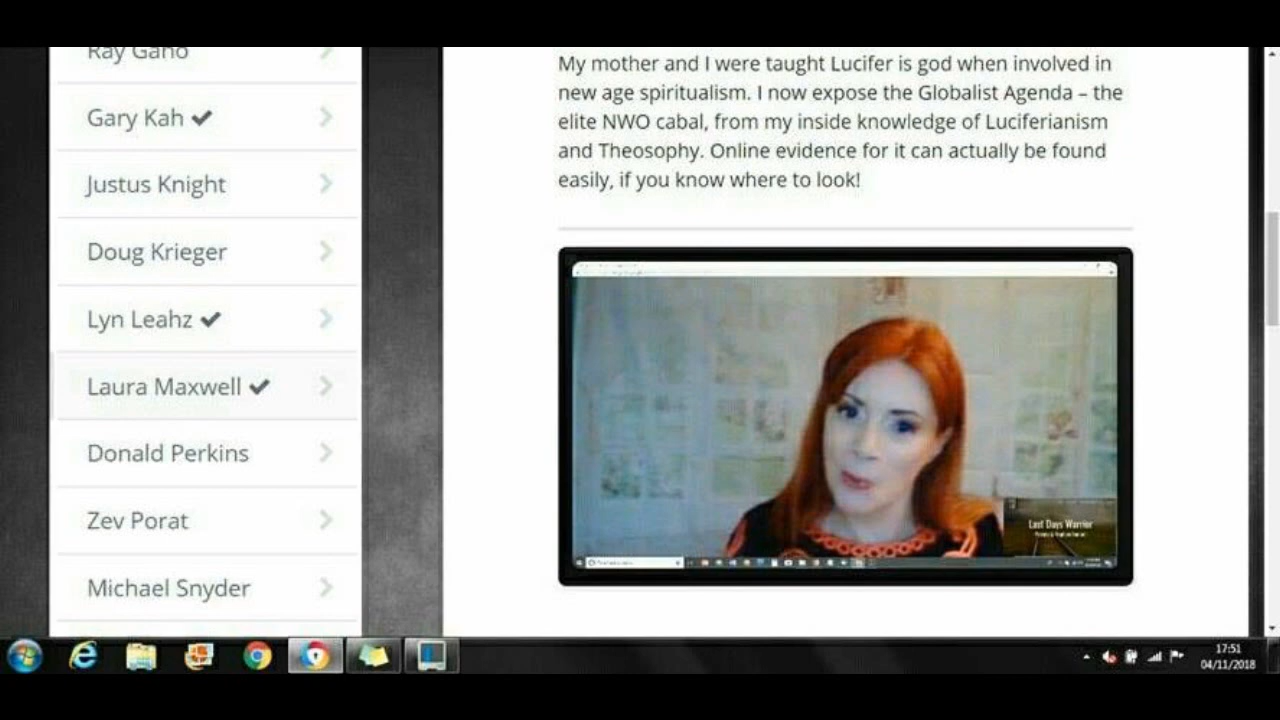 Ray Gano
Gary Kah ✔
Justus Knight
Doug Krieger
Lyn Leahz ✔
Laura Maxwell ✔
Donald Perkins
Zev Porat
Michael Snyder
My mother and I were taught Lucifer is god when involved in
new age spiritualism. I now expose the Globalist Agenda – the
elite NWO cabal, from my inside knowledge of Luciferianism
and Theosophy. Online evidence for it can actually be found
easily, if you know where to look!
Last Days Warrior
17:51
04/11/2018